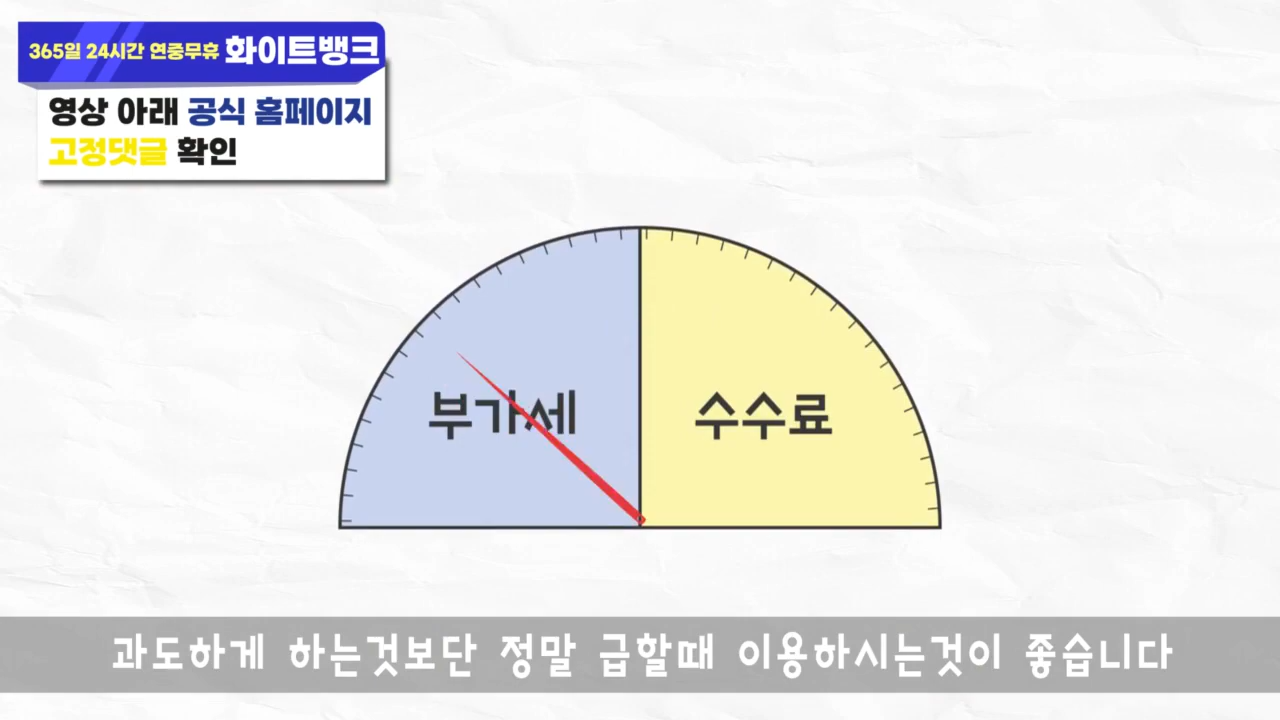 365일 24시간 연중무휴 화이트뱅크
영상 아래 공식 홈페이지
고정댓글 확인
부가세
수수료
과도하게 하는것보단 정말 급할때 이용하시는것이 좋습니다